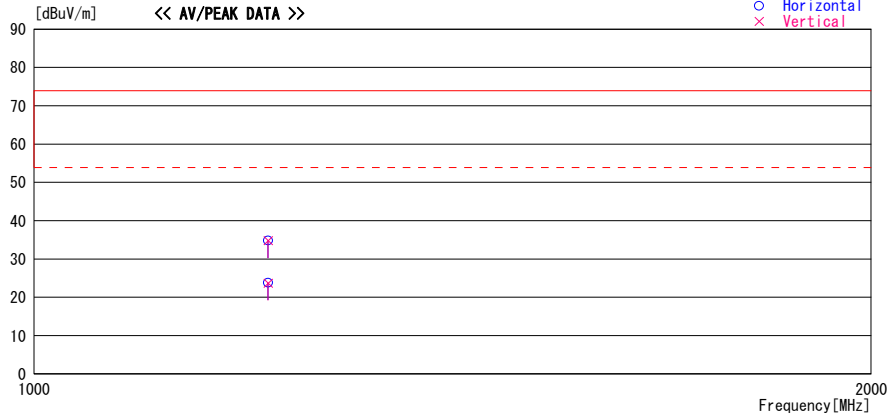 [dBuV/m] << AV/PEAK DATA >>
○ Horizontal
× Vertical
90
80
70
60
50
40
30
20
10
0
1000 2000
Frequency[MHz]